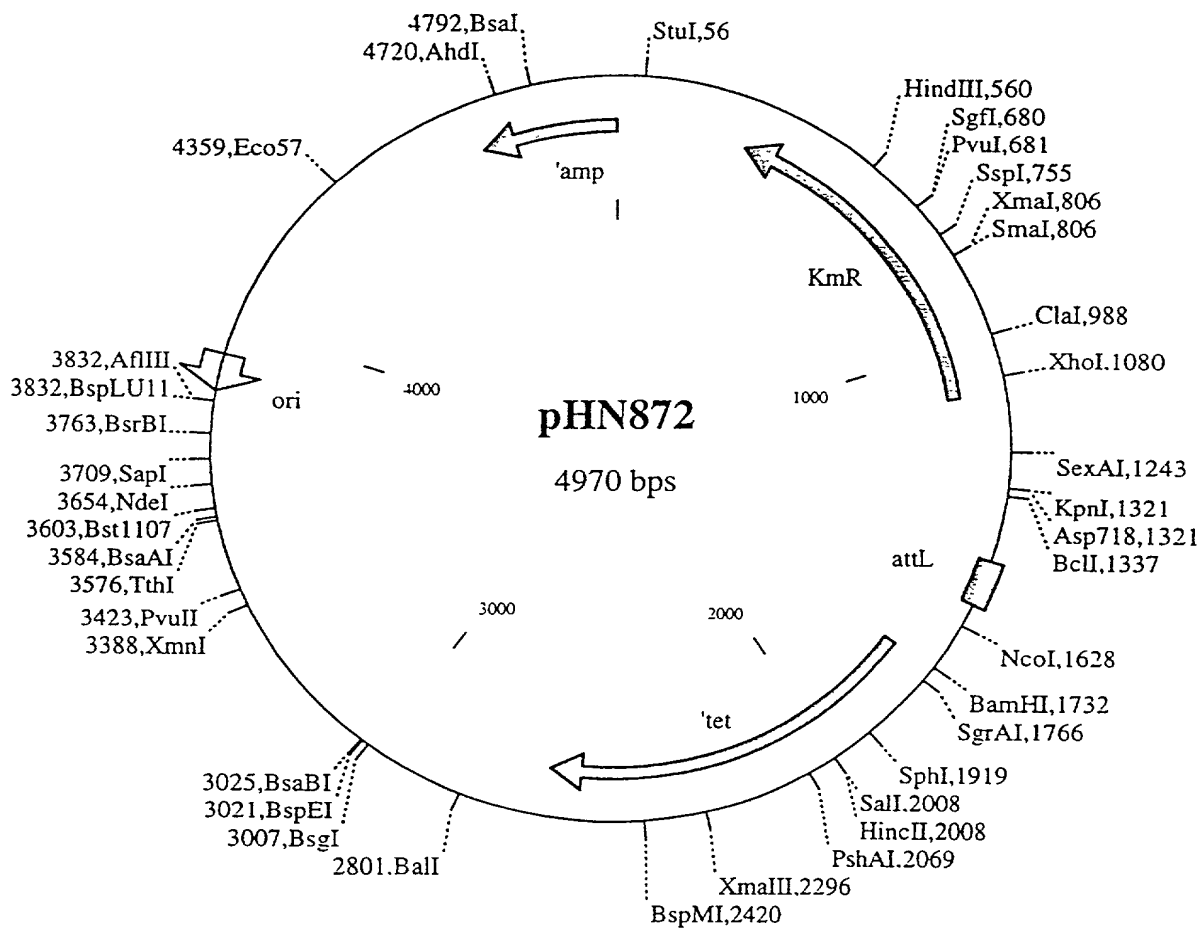 4792,BsaI
4720,AhdI
StuI,56
HindIII,560
SgfI,680
PvuI,681
SspI,755
XmaI,806
SmaI,806
4359,Eco57
'amp
KmR
ClaI,988
XhoI.1080
3832,AflIII
3832,BspLU11
ori
4000
1000
pHN872
4970 bps
3763,BsrBI
3709,SapI
3654,NdeI
3603,Bst1107
3584,BsaAI
3576,TthI
3423,PvuII
3388,XmnI
SexAI,1243
KpnI,1321
Asp718,1321
BclI,1337
attL
3000
2000
NcoI,1628
BamHI,1732
SgrAI,1766
'tet
SphI,1919
SalI.2008
HincII,2008
PshAI.2069
3025,BsaBI
3021,BspEI
3007,BsgI
2801.BalI
XmaIII.2296
BspMI,2420